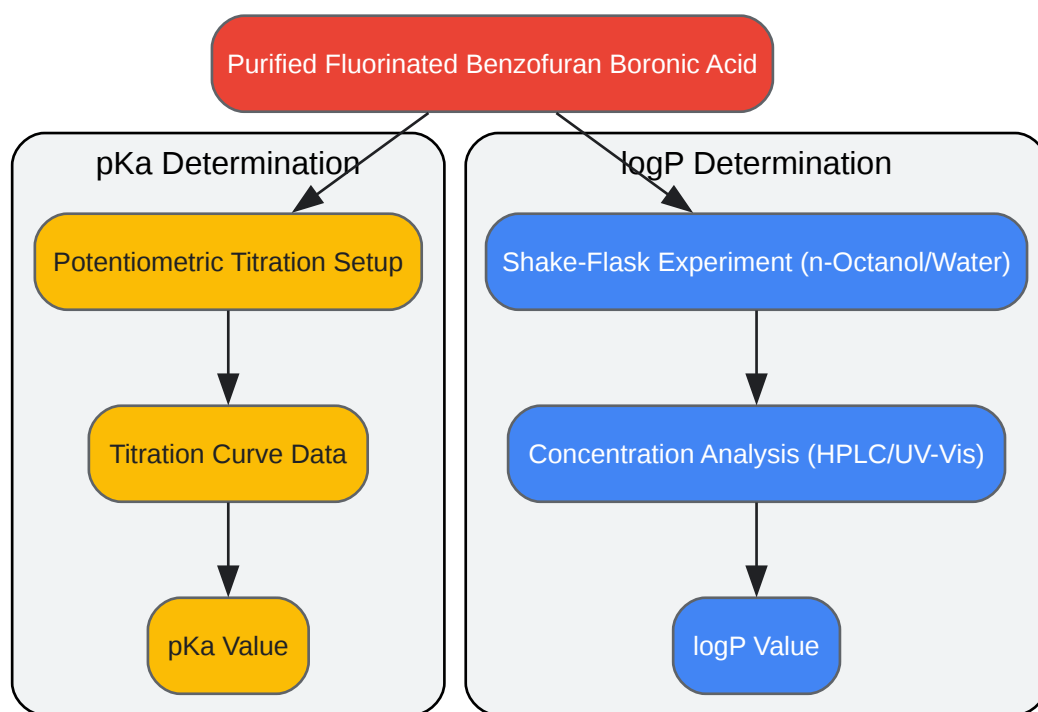 Purified Fluorinated Benzofuran Boronic Acid
pKa Determination
Potentiometric Titration Setup
Titration Curve Data
pKa Value
logP Determination
Shake-Flask Experiment (n-Octanol/Water)
Concentration Analysis (HPLC/UV-Vis)
logP Value